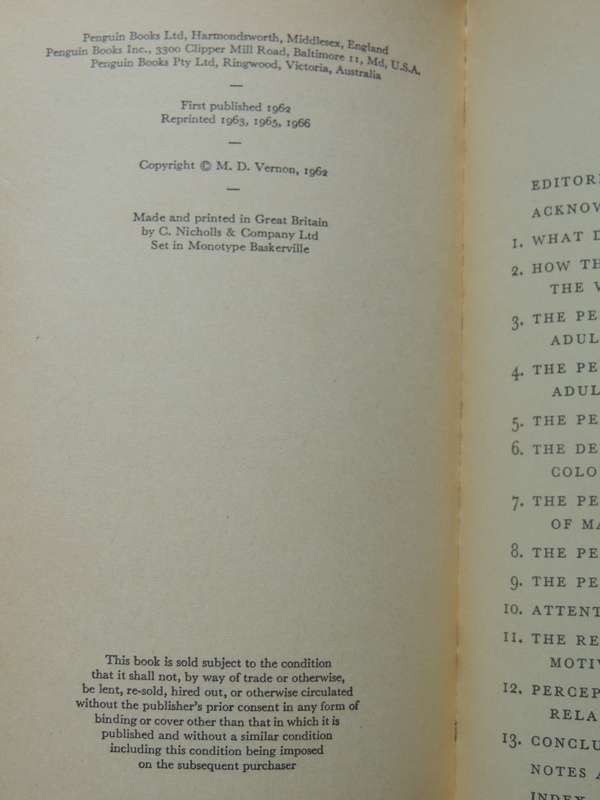 Penguin Books Ltd, Harmondsworth, Middlesex, England
Penguin Books Inc., 3300 Clipper Mill Road, Baltimore 11, Md, U.S.A.
Penguin Books Pty Ltd, Ringwood, Victoria, Australia
—
First published 1962
Reprinted 1963, 1965, 1966
—
Copyright © M. D. Vernon, 1962
—
Made and printed in Great Britain
by C. Nicholls & Company Ltd
Set in Monotype Baskerville
This book is sold subject to the condition
that it shall not, by way of trade or otherwise,
be lent, re-sold, hired out, or otherwise circulated
without the publisher's prior consent in any form of
binding or cover other than that in which it is
published and without a similar condition
including this condition being imposed
on the subsequent purchaser
EDITORI
ACKNOW
1. WHAT D
2. HOW TH
THE V
3. THE PE
ADUL
4. THE PE
ADUL
5. THE PE
6. THE DE
COLO
7. THE PE
OF MA
8. THE PE
9. THE PE
10. ATTENT
11. THE RE
MOTIV
12. PERCEP
RELA
13. CONCLU
NOTES A
INDEX